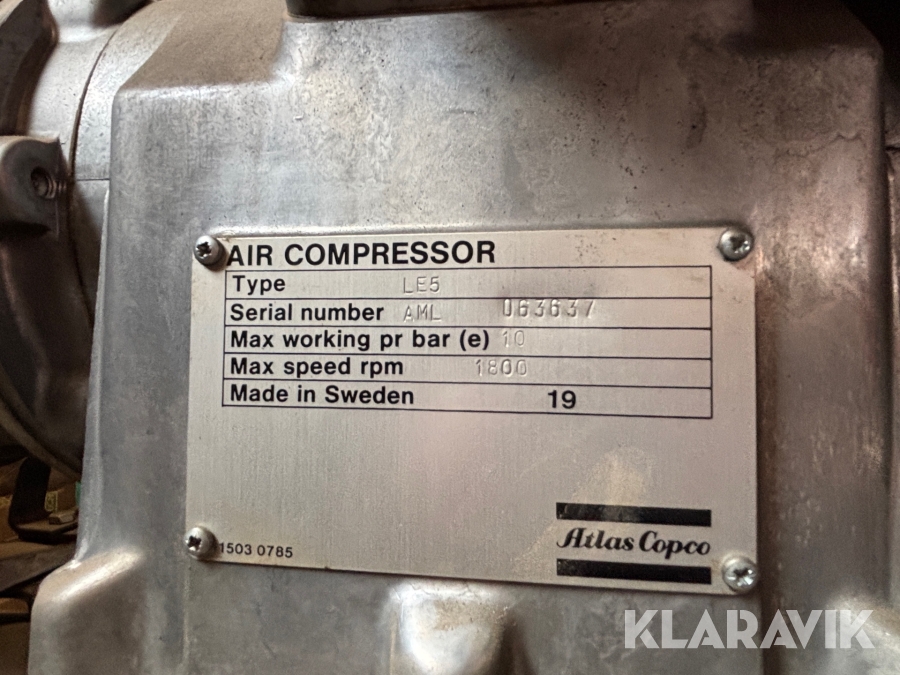 AIR COMPRESSOR
Type LE5
Serial number AML 063637
Max working pr bar (e) 10
Max speed rpm 1800
Made in Sweden 19
1503 0785
Atlas Copco
KLARAVIK